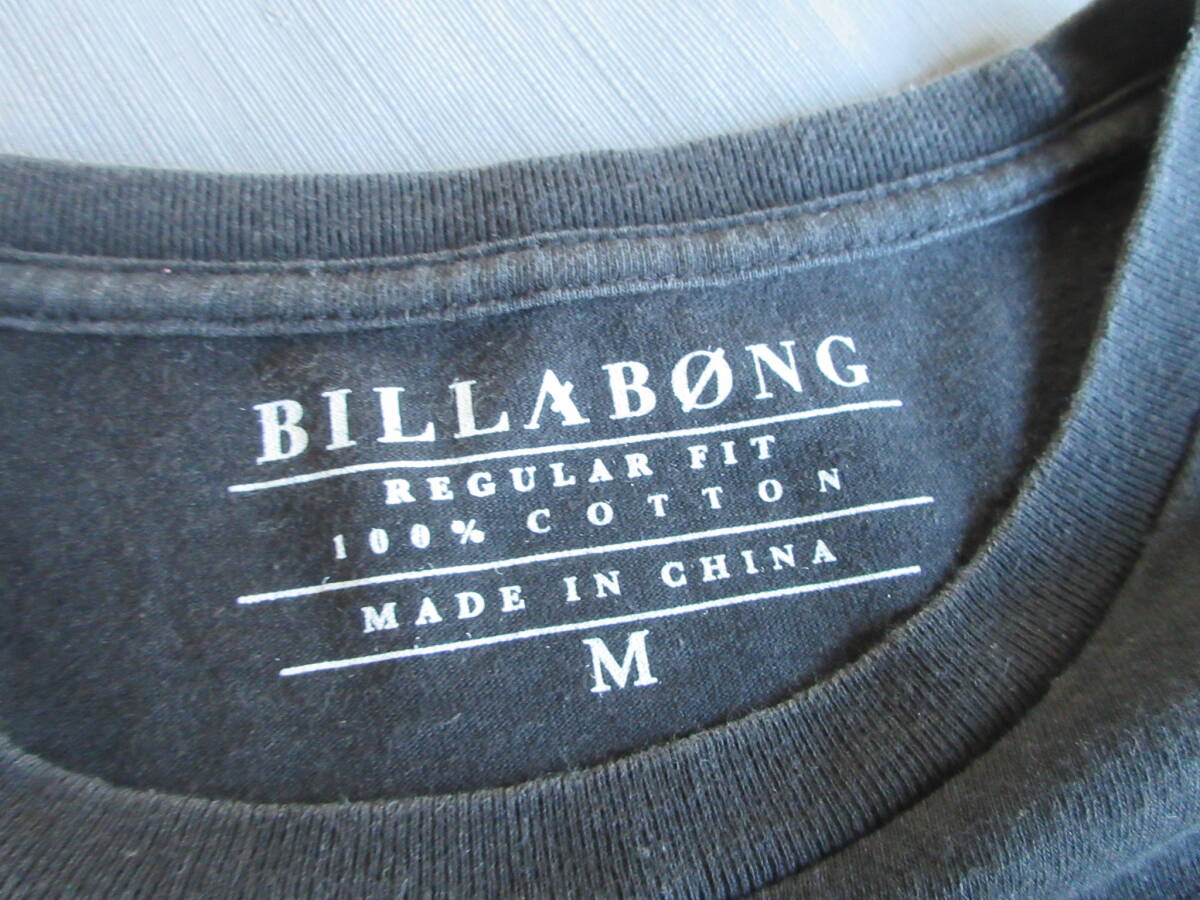 BILLABØNG
REGULAR FIT
100% COTTON
MADE IN CHINA
M